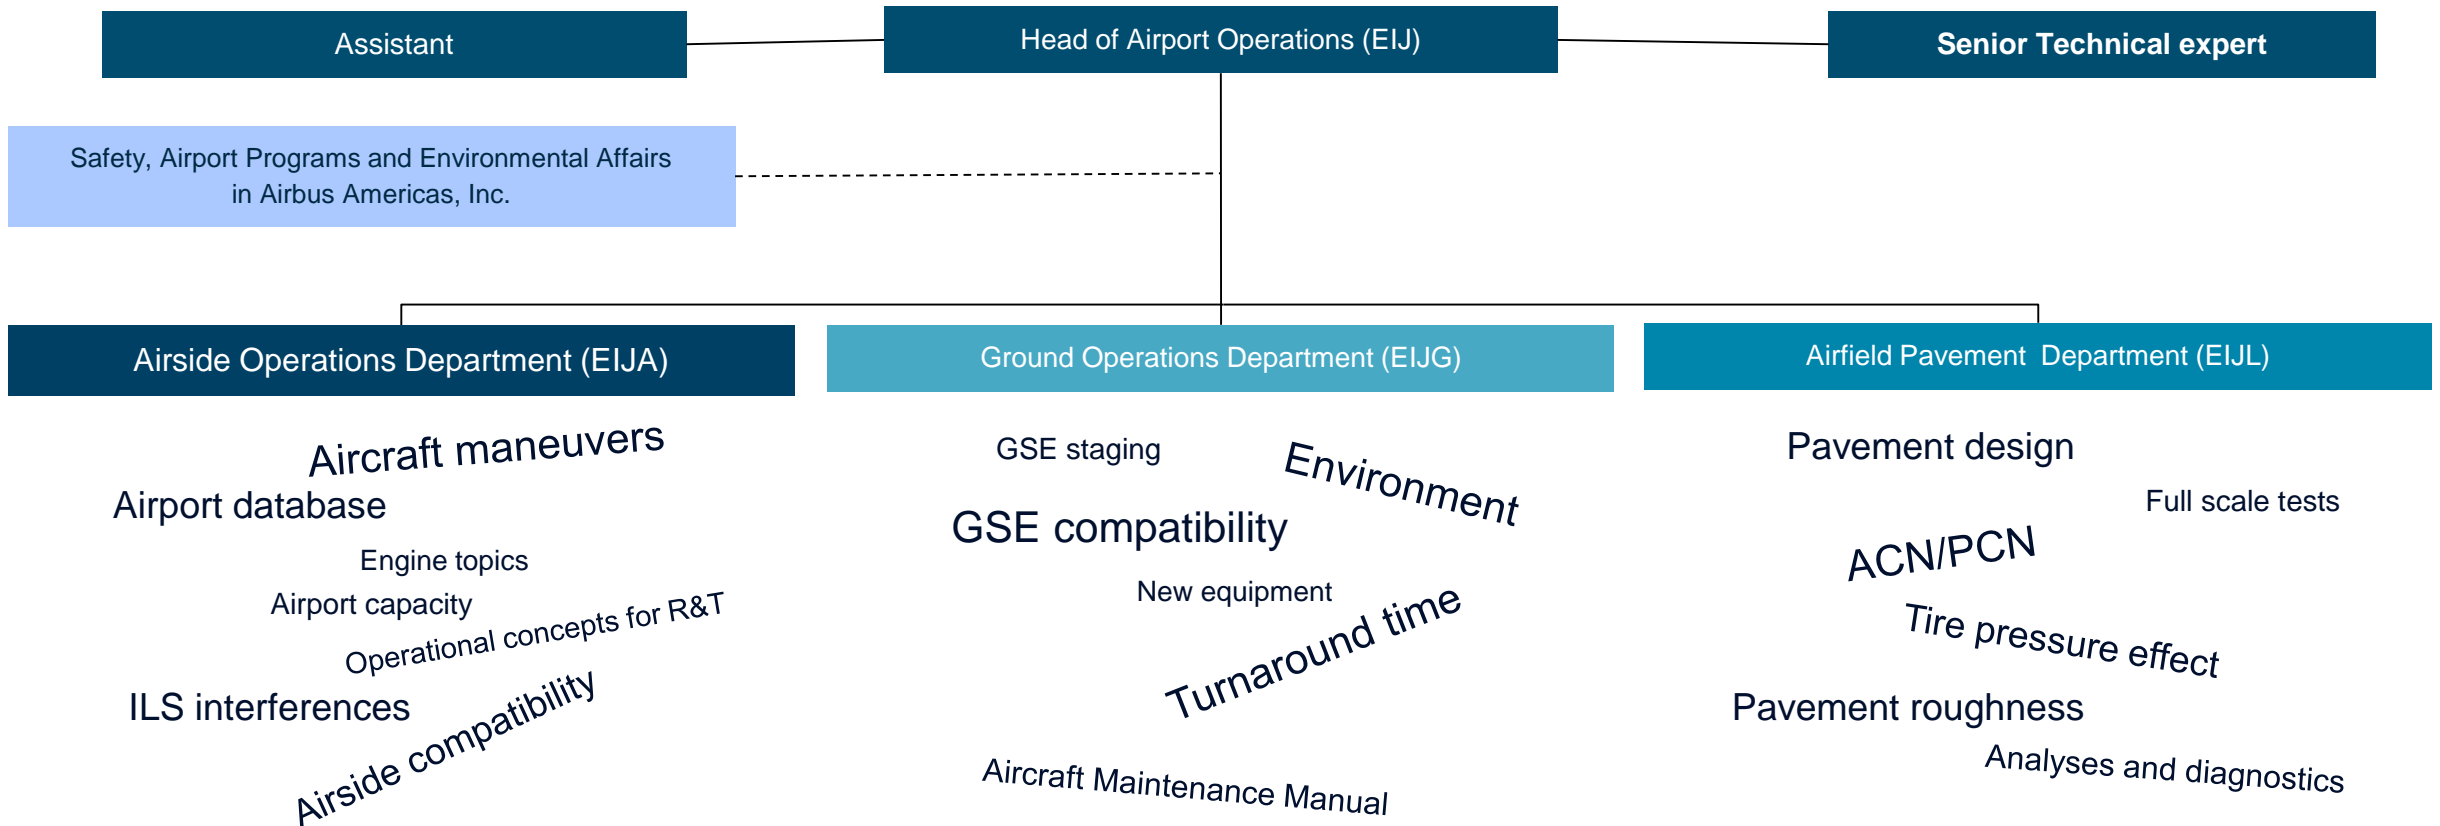 Assistant
Head of Airport Operations (EIJ)
Senior Technical expert
Safety, Airport Programs and Environmental Affairs
in Airbus Americas, Inc.
Airside Operations Department (EIJA)
Ground Operations Department (EIJG)
Airfield Pavement Department (EIJL)
Aircraft maneuvers
Airport database
Engine topics
Airport capacity
Operational concepts for R&T
ILS interferences
Airside compatibility
GSE staging
Environment
GSE compatibility
New equipment
Turnaround time
Aircraft Maintenance Manual
Pavement design
Full scale tests
ACN/PCN
Tire pressure effect
Pavement roughness
Analyses and diagnostics